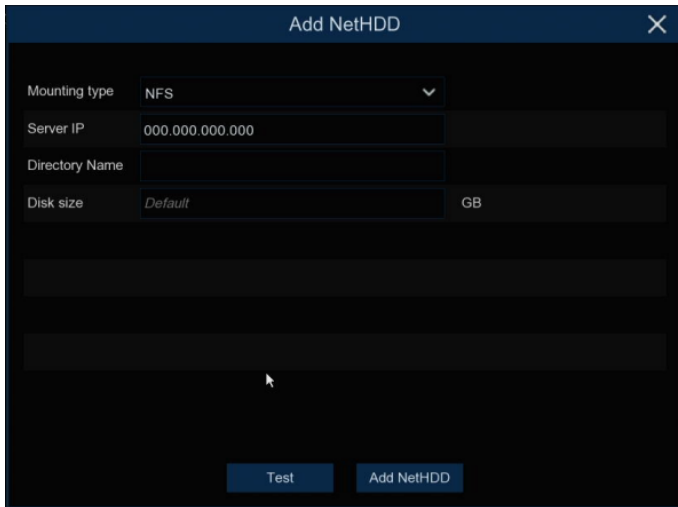 Add NetHDD
Mounting type NFS
Server IP 000.000.000.000
Directory Name
Disk size Default GB
Test Add NetHDD